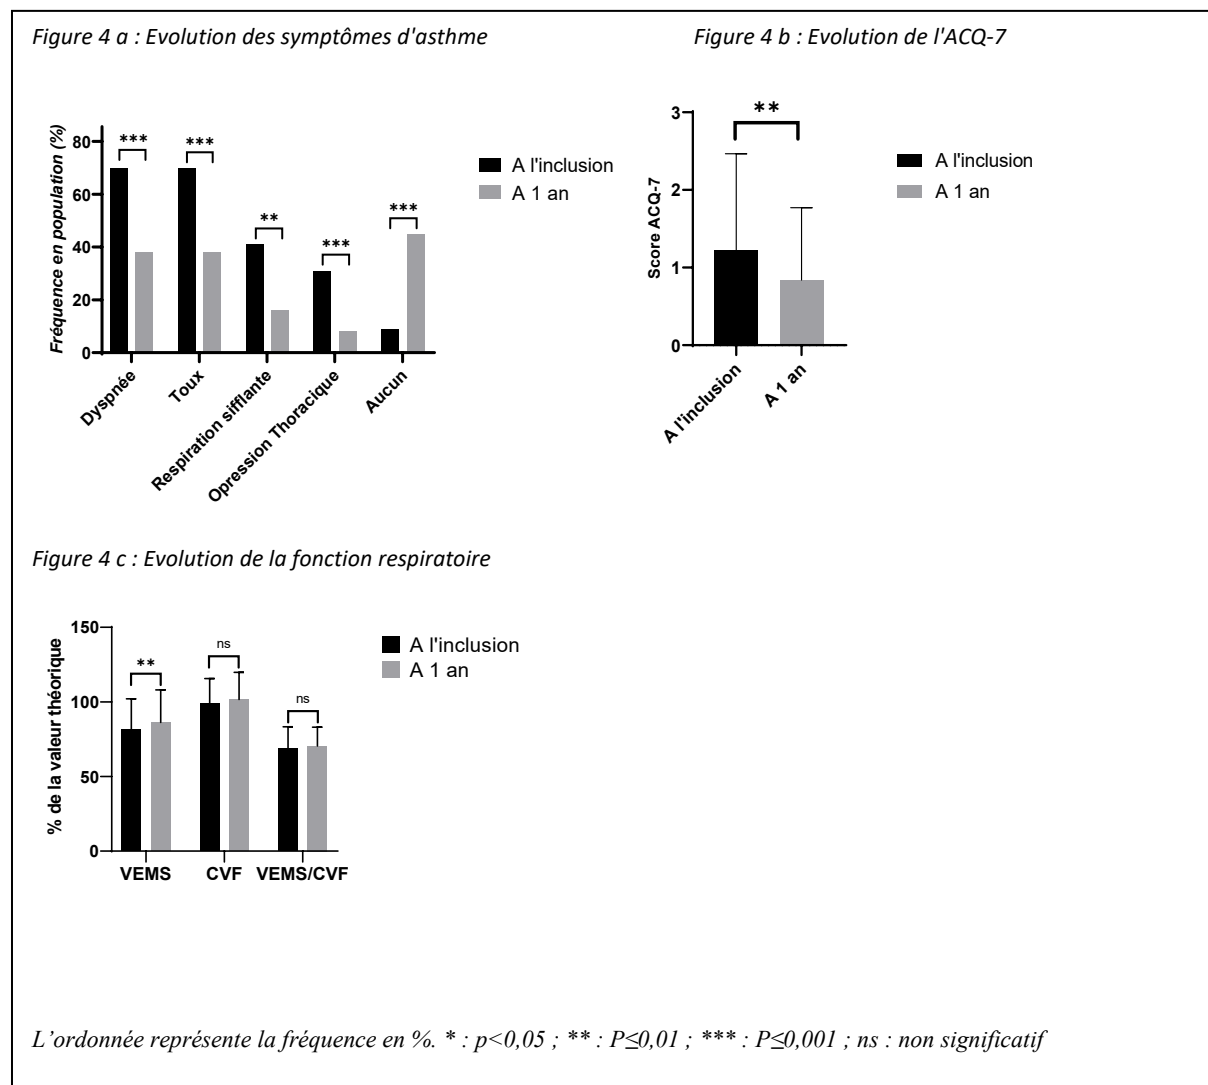 Figure 4 a : Evolution des symptômes d'asthme
Figure 4 b : Evolution de l'ACQ-7
Fréquence en population (%)
80
60
40
20
0
***
***
**
***
***
Dyspnée
Toux
Respiration sifflante
Opression Thoracique
Aucun
A l'inclusion
A 1 an
Score ACQ-7
3
2
1
0
**
A l'inclusion
A 1 an
A l'inclusion
A 1 an
Figure 4 c : Evolution de la fonction respiratoire
% de la valeur théorique
150
100
50
0
**
ns
ns
VEMS
CVF
VEMS/CVF
A l'inclusion
A 1 an
L'ordonnée représente la fréquence en %. * : p<0,05 ; ** : P≤0,01 ; *** : P≤0,001 ; ns : non significatif